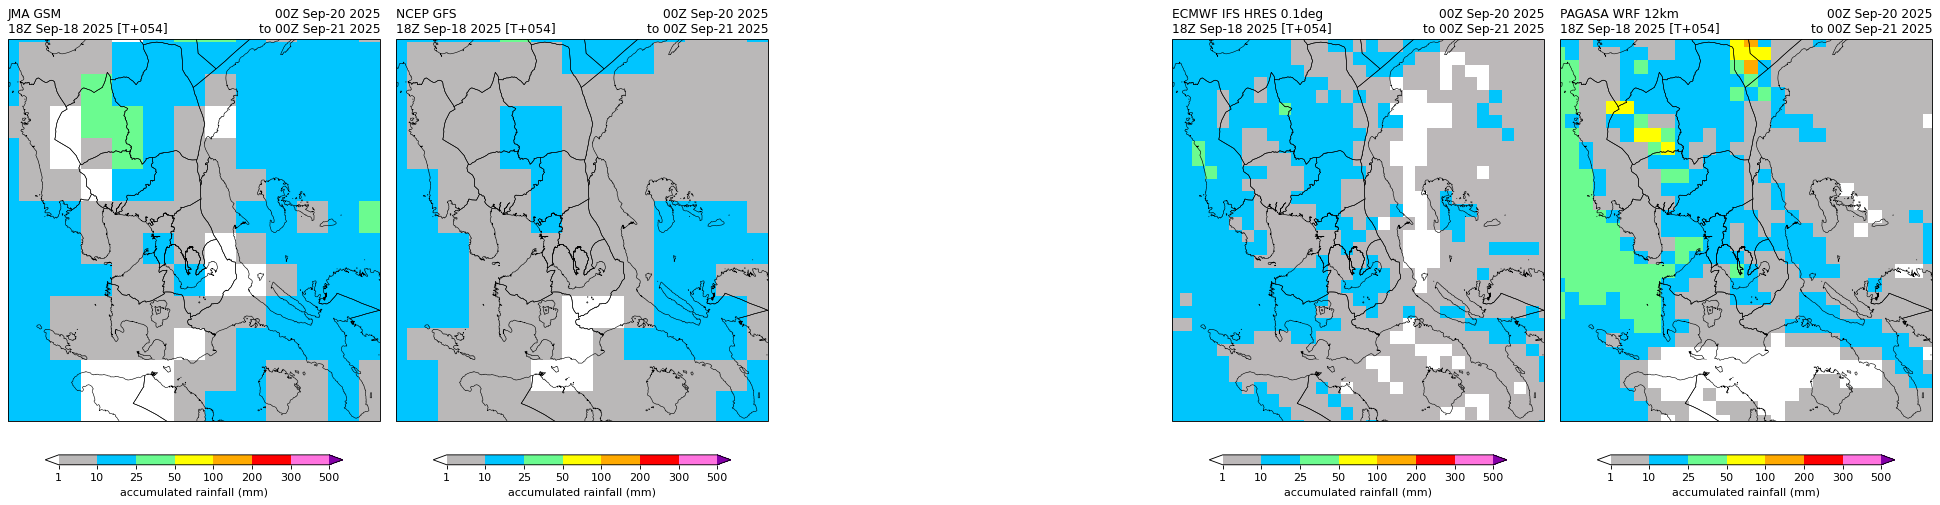 JMA GSM 00Z Sep-20 2025
18Z Sep-18 2025 [T+054] to 00Z Sep-21 2025
1 10 25 50 100 200 300 500
accumulated rainfall (mm)
NCEP GFS 00Z Sep-20 2025
18Z Sep-18 2025 [T+054] to 00Z Sep-21 2025
1 10 25 50 100 200 300 500
accumulated rainfall (mm)
ECMWF IFS HRES 0.1deg 00Z Sep-20 2025
18Z Sep-18 2025 [T+054] to 00Z Sep-21 2025
1 10 25 50 100 200 300 500
accumulated rainfall (mm)
PAGASA WRF 12km 00Z Sep-20 2025
18Z Sep-18 2025 [T+054] to 00Z Sep-21 2025
1 10 25 50 100 200 300 500
accumulated rainfall (mm)